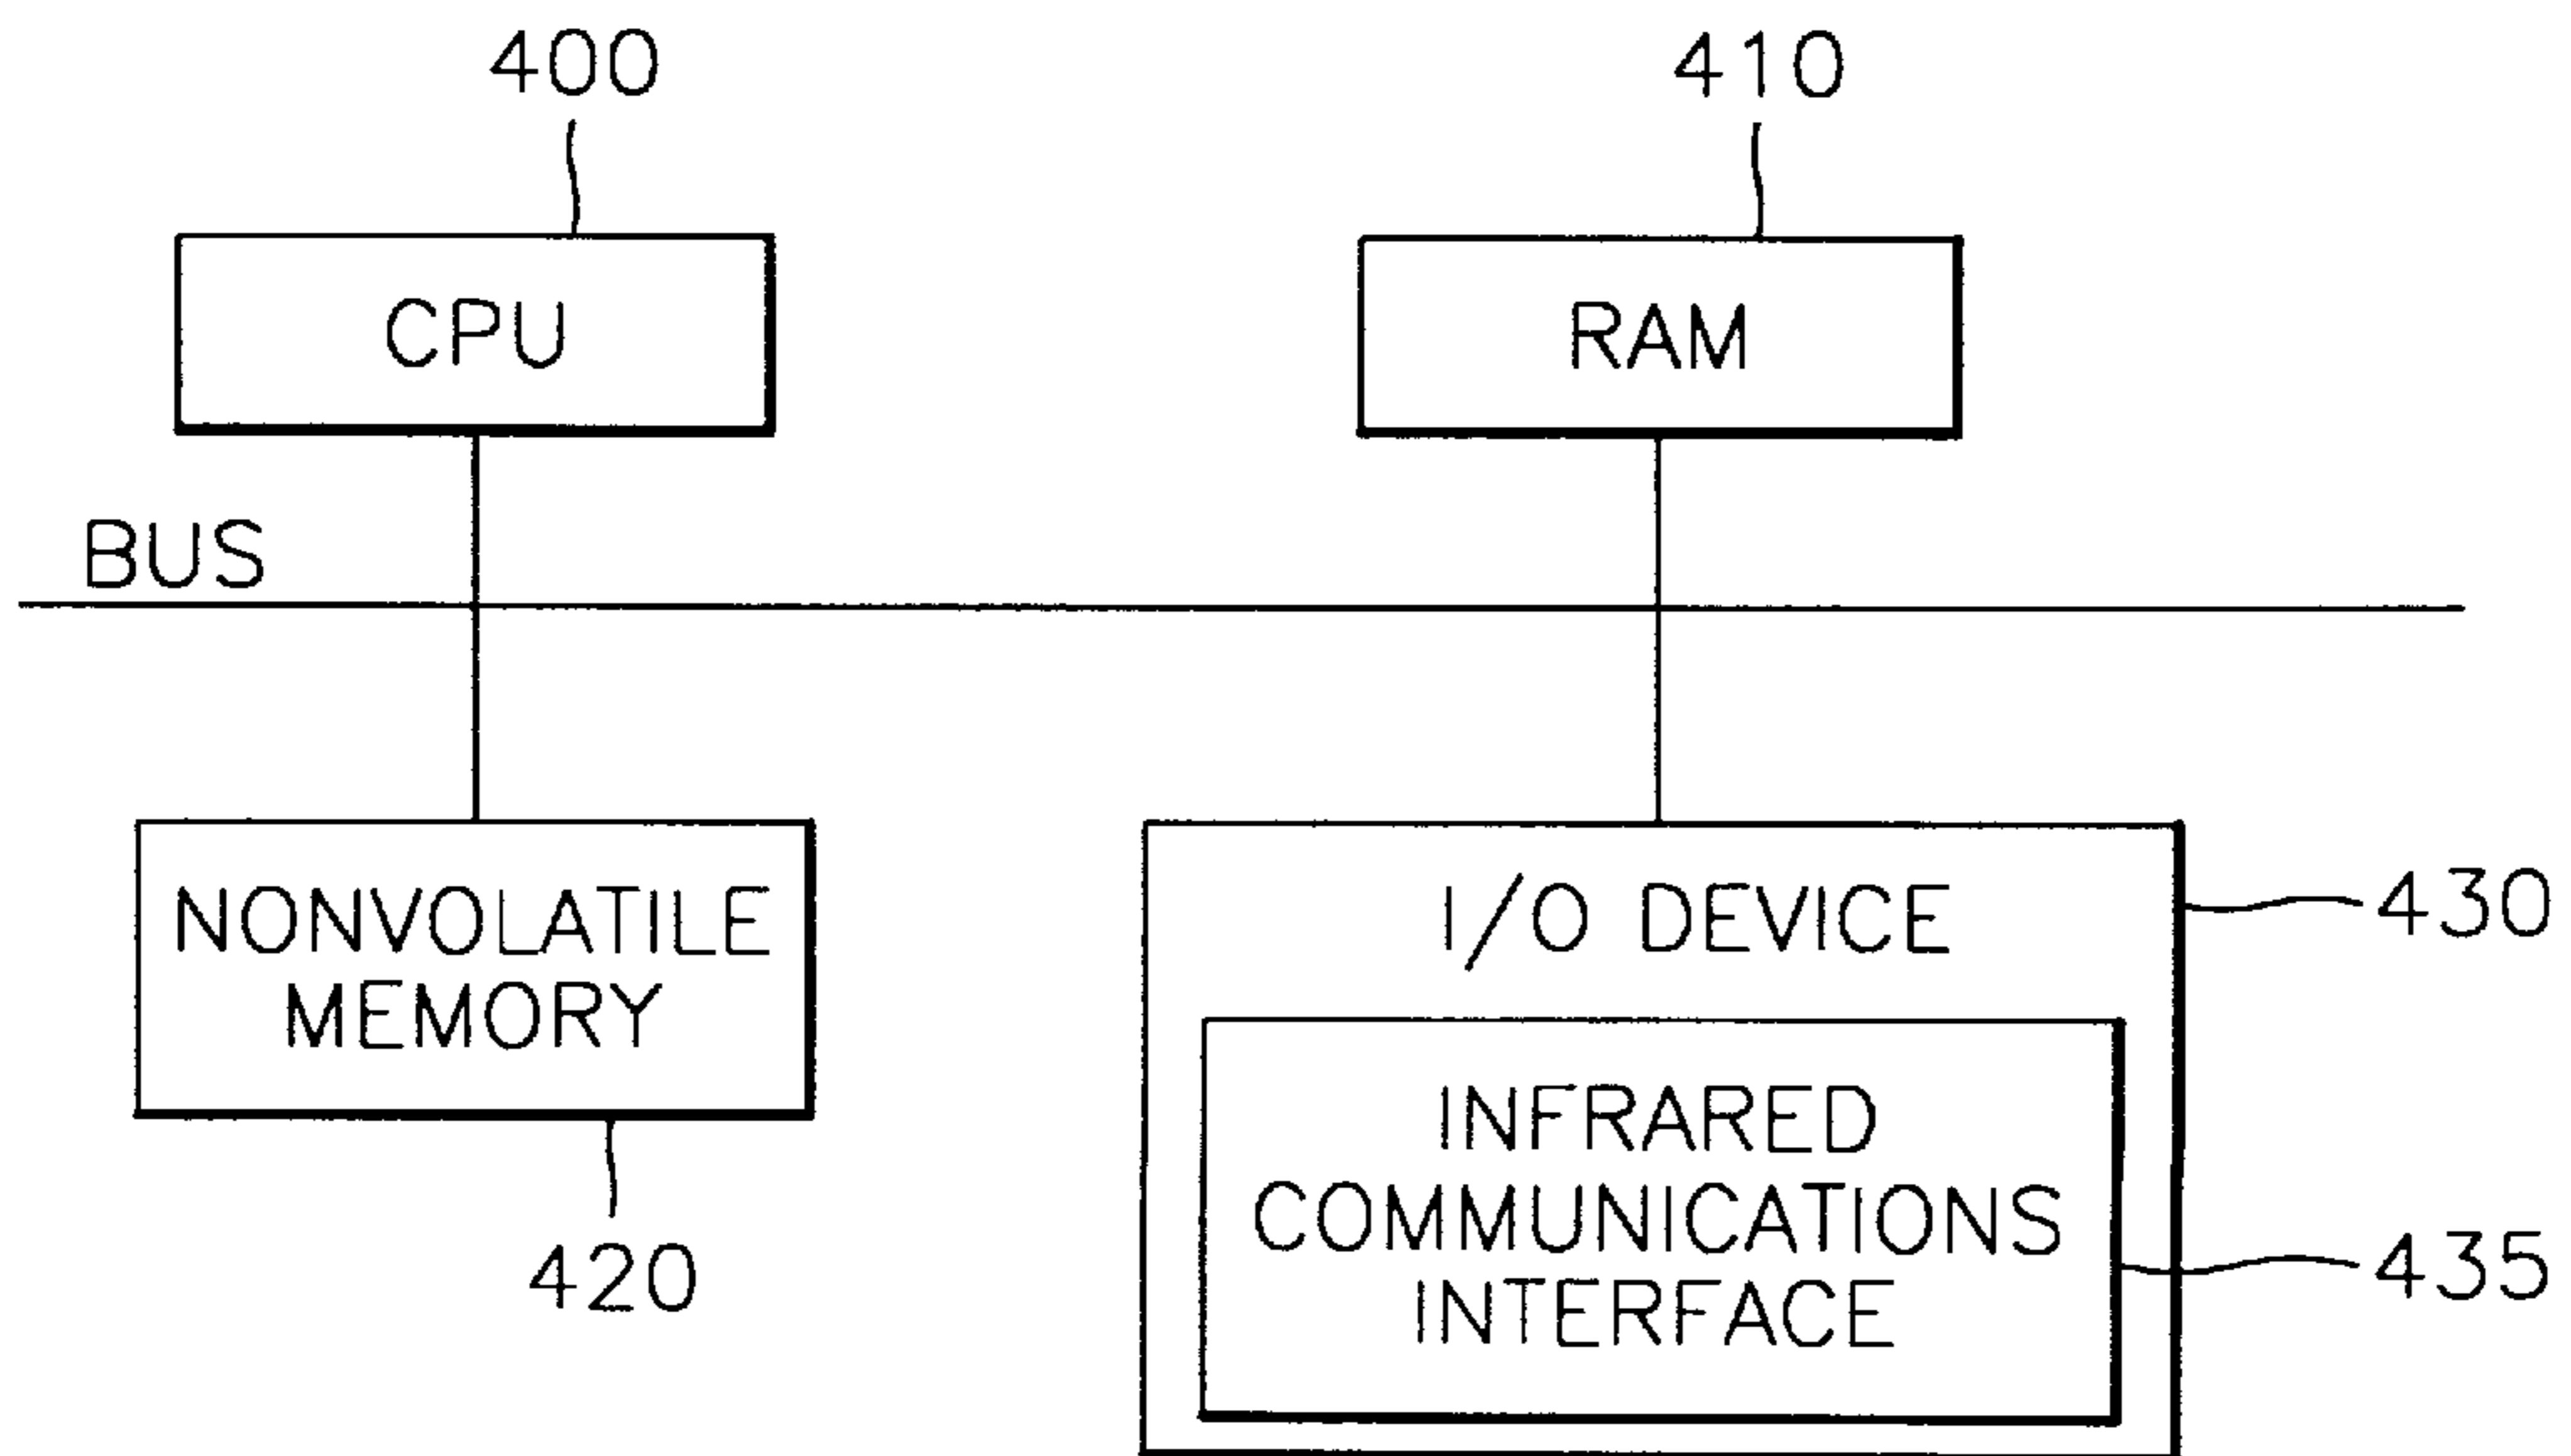 400
410
CPU
RAM
BUS
NONVOLATILE
MEMORY
420
I/O DEVICE
430
INFRARED
COMMUNICATIONS
INTERFACE
435